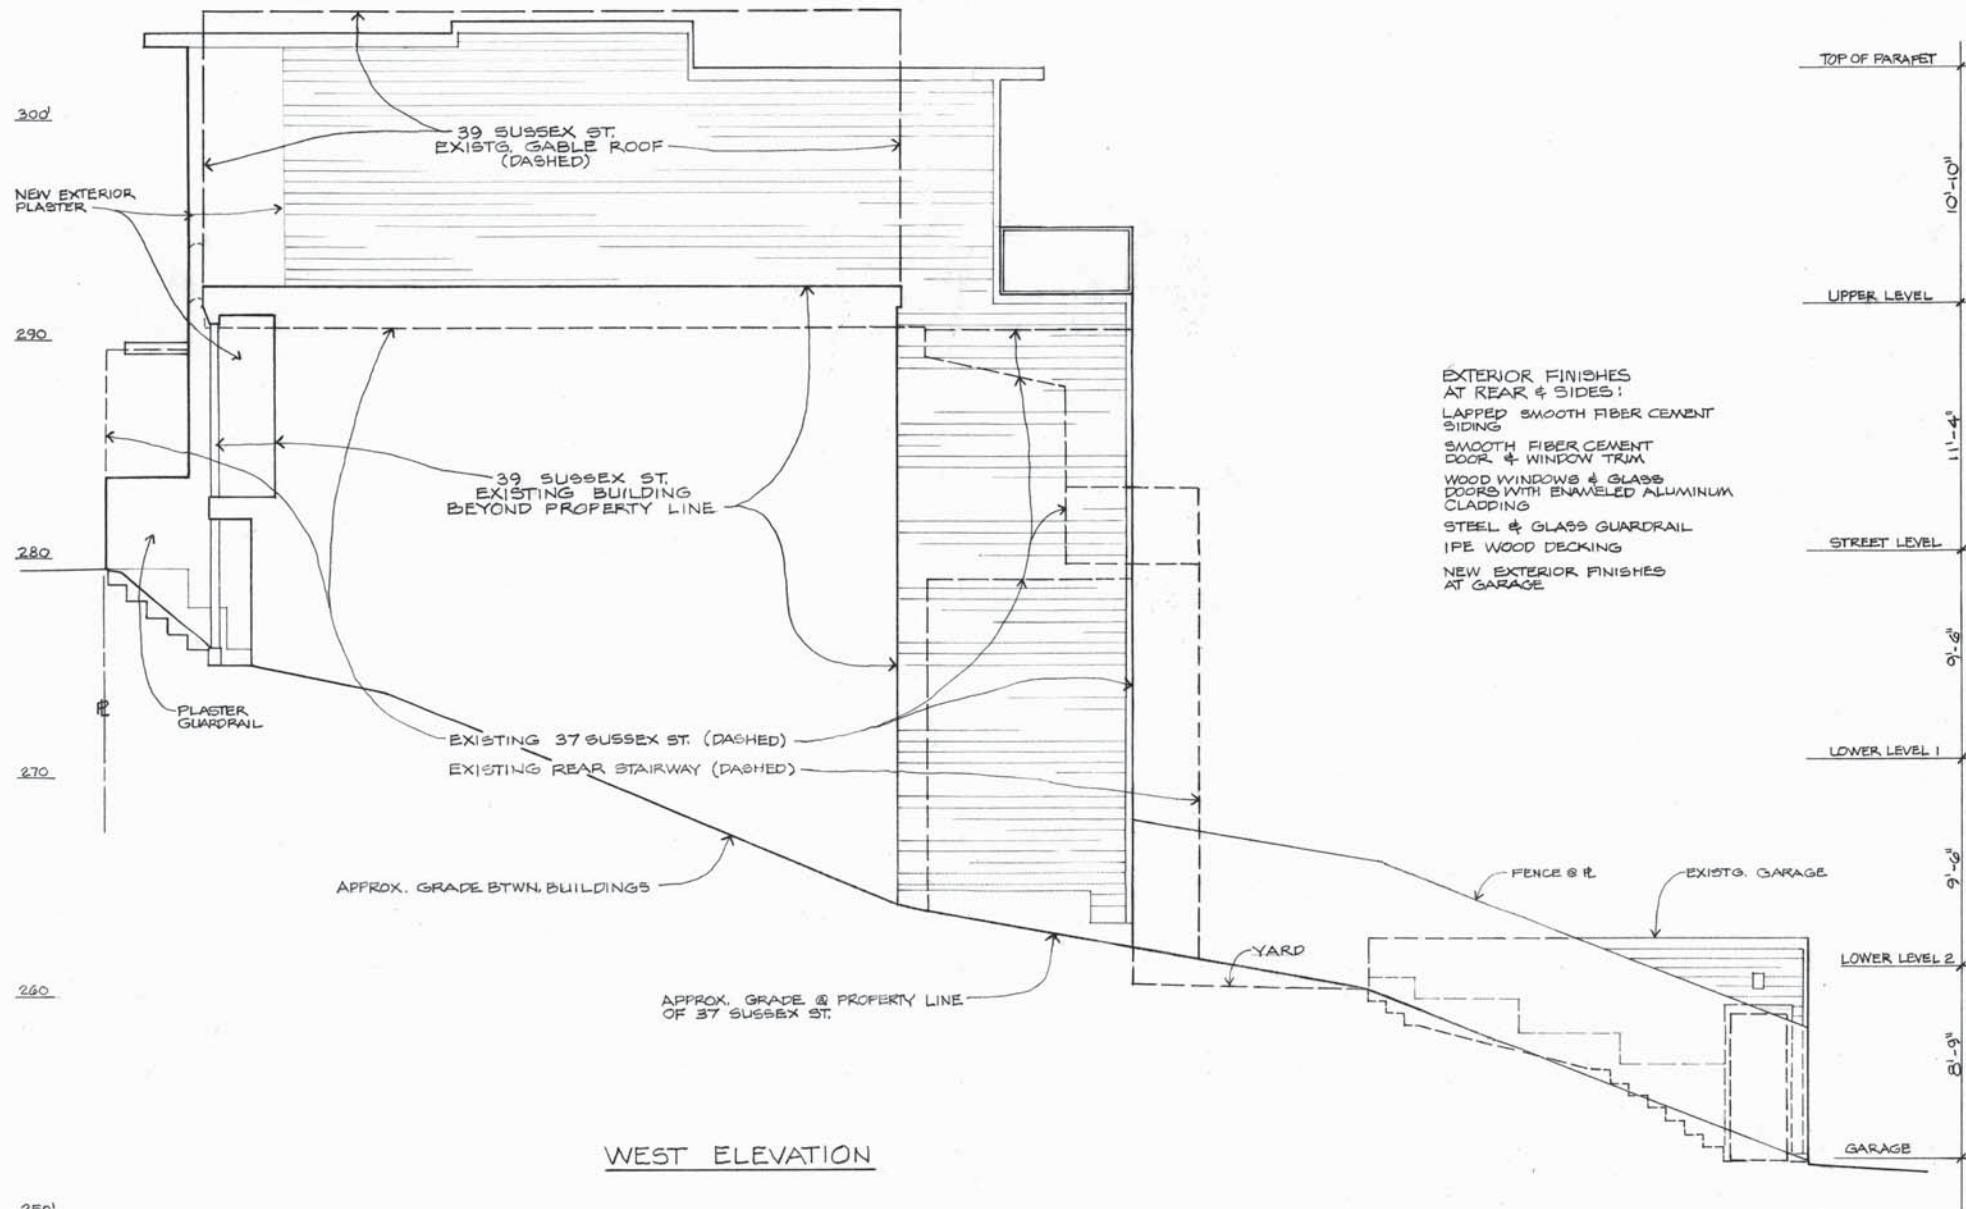 TOP OF PARAPET
300'
39 SUSSEX ST.
EXISTG. GABLE ROOF
(DASHED)
10'-10"
NEW EXTERIOR
PLASTER
UPPER LEVEL
290
EXTERIOR FINISHES
AT REAR & SIDES:
LAPPED SMOOTH FIBER CEMENT
SIDING
SMOOTH FIBER CEMENT
DOOR & WINDOW TRIM
WOOD WINDOWS & GLASS
DOORS WITH ENAMELED ALUMINUM
CLADDING
STEEL & GLASS GUARDRAIL
IPE WOOD DECKING
NEW EXTERIOR FINISHES
AT GARAGE
11'-4"
39 SUSSEX ST.
EXISTING BUILDING
BEYOND PROPERTY LINE
STREET LEVEL
280
9'-6"
PL
PLASTER
GUARDRAIL
EXISTING 37 SUSSEX ST. (DASHED)
EXISTING REAR STAIRWAY (DASHED)
LOWER LEVEL 1
270
9'-6"
APPROX. GRADE BTWN. BUILDINGS
FENCE @ PL
EXISTG. GARAGE
YARD
LOWER LEVEL 2
260
APPROX. GRADE @ PROPERTY LINE
OF 37 SUSSEX ST.
8'-9"
WEST ELEVATION
GARAGE
250'